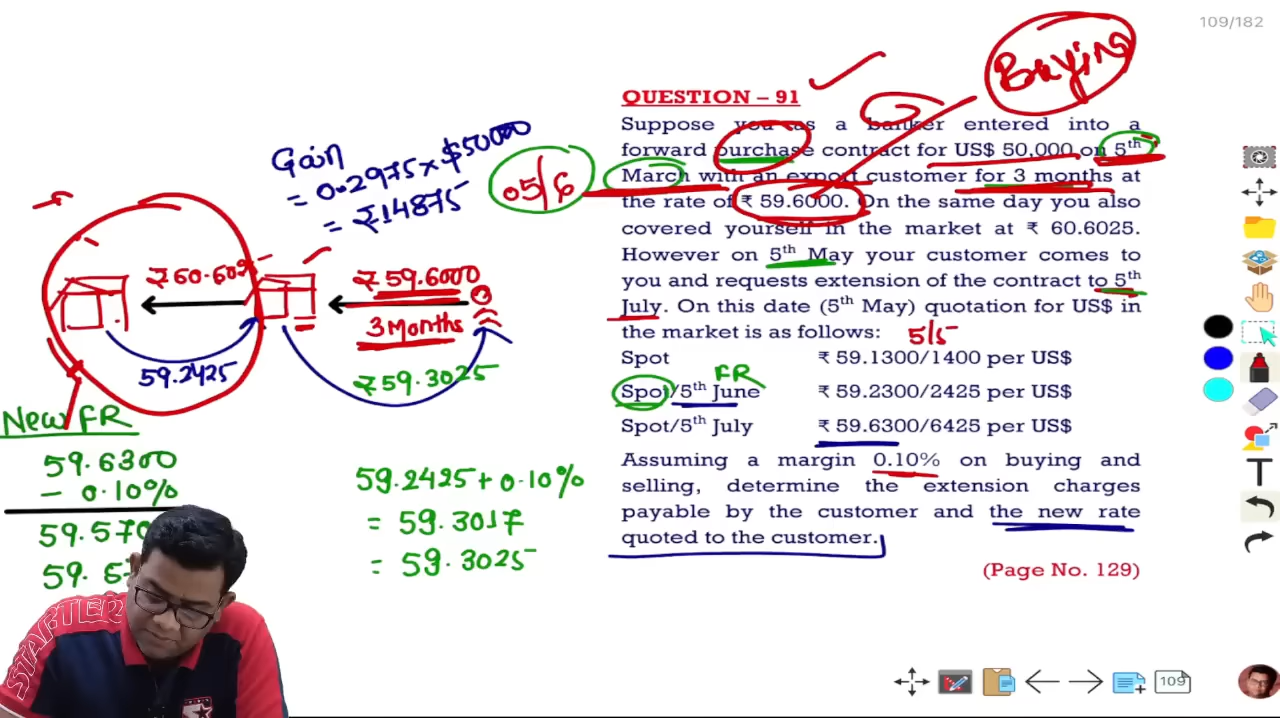 109/182
Buying
QUESTION – 91
Suppose you as a banker entered into a
forward purchase contract for US$ 50,000 on 5th
March with an export customer for 3 months at
the rate of ₹ 59.6000. On the same day you also
covered yourself in the market at ₹ 60.6025.
However on 5th May your customer comes to
you and requests extension of the contract to 5th
July. On this date (5th May) quotation for US$ in
the market is as follows: 5/5
FR
Spot ₹ 59.1300/1400 per US$
Spot/5th June ₹ 59.2300/2425 per US$
Spot/5th July ₹ 59.6300/6425 per US$
Assuming a margin 0.10% on buying and
selling, determine the extension charges
payable by the customer and the new rate
quoted to the customer.
(Page No. 129)
Gain
= 0.2975 x $50000
= ₹14875
05/6
₹59.6000
3 Months
59.2425
₹59.3025
New FR
59.6300
- 0.10%
59.2425 + 0.10%
= 59.3017
= 59.3025
STARTER
109
T